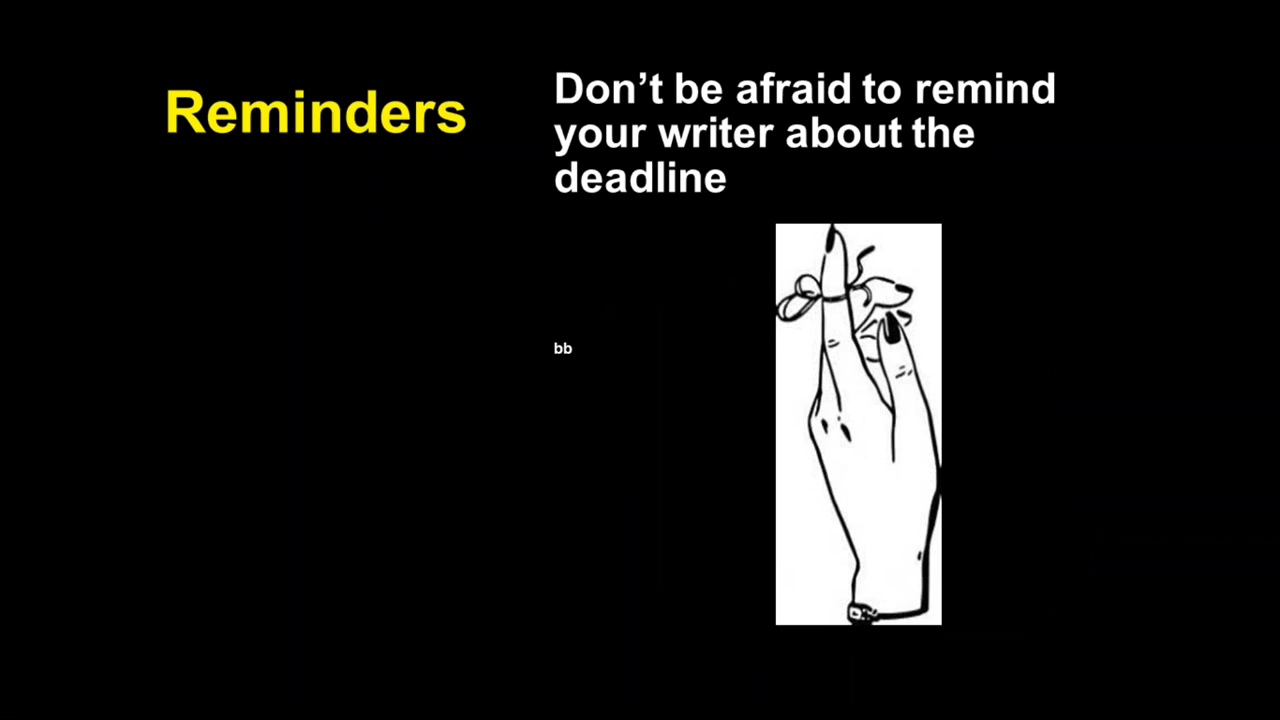 Reminders
Don’t be afraid to remind
your writer about the
deadline
bb